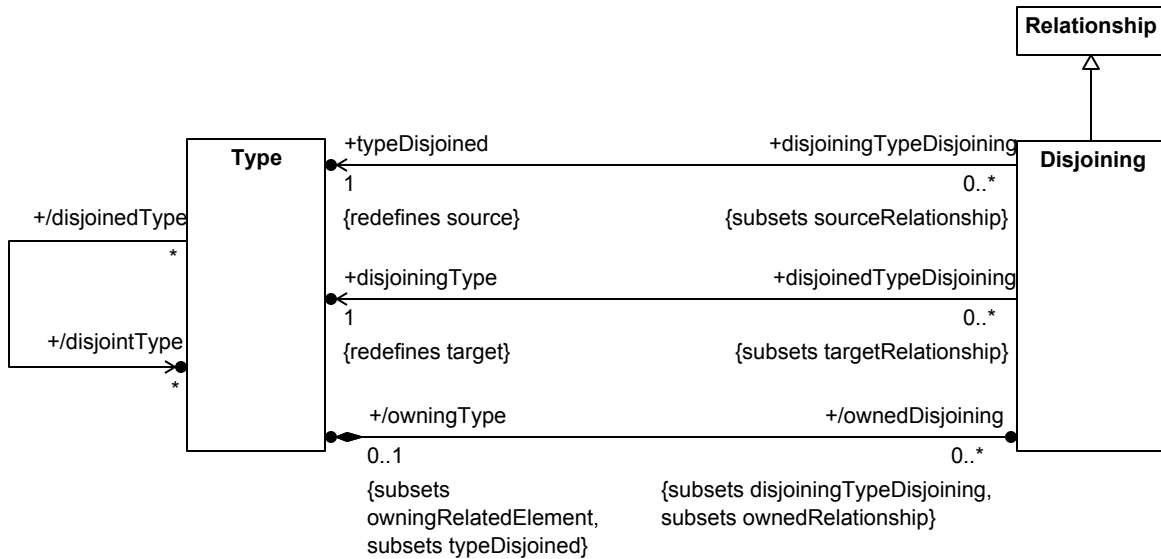 Relationship
+typeDisjoined
+disjoiningTypeDisjoining
Type
Disjoining
1
0..*
+/disjoinedType
{redefines source}
{subsets sourceRelationship}
*
+disjoiningType
+disjoinedTypeDisjoining
1
0..*
+/disjointType
{redefines target}
{subsets targetRelationship}
*
+/owningType
+/ownedDisjoining
0..1
0..*
{subsets
owningRelatedElement,
subsets typeDisjoined}
{subsets disjoiningTypeDisjoining,
subsets ownedRelationship}